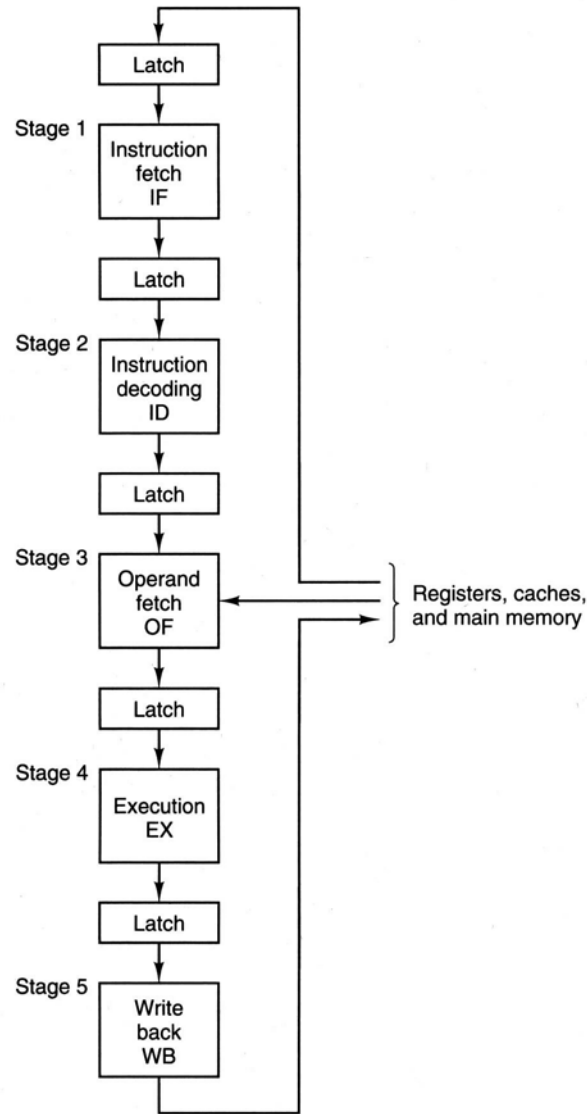 Latch
Stage 1
Instruction
fetch
IF
Latch
Stage 2
Instruction
decoding
ID
Latch
Stage 3
Operand
fetch
OF
Registers, caches,
and main memory
Latch
Stage 4
Execution
EX
Latch
Stage 5
Write
back
WB